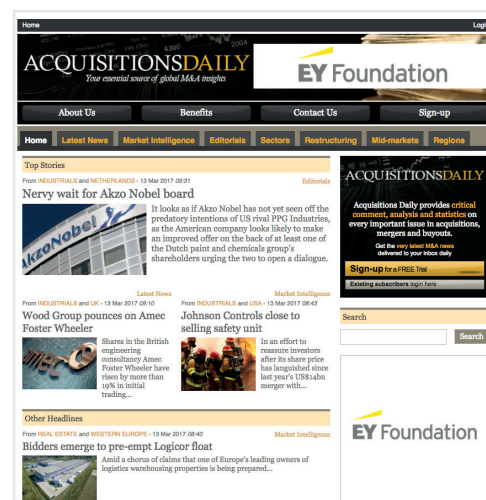 Home
Login
4300
2004
ACQUISITIONSDAILY
Your essential source of global M&A insights
EY Foundation
About Us Benefits Contact Us Sign-up
Home Latest News Market Intelligence Editorials Sectors Restructuring Mid-markets Regions
Top Stories
From INDUSTRIALS and NETHERLANDS - 13 Mar 2017 09:31 Editorials
Nervy wait for Akzo Nobel board
AkzoNobel
It looks as if Akzo Nobel has not yet seen off the
predatory intentions of US rival PPG Industries,
as the American company looks likely to make
an improved offer on the back of at least one of
the Dutch paint and chemicals group's
shareholders urging the two to open a dialogue.
Latest News
From INDUSTRIALS and UK - 13 Mar 2017 09:10
Wood Group pounces on Amec
Foster Wheeler
Shares in the British
engineering
consultancy Amec
Foster Wheeler have
risen by more than
19% in initial
trading...
Market Intelligence
From INDUSTRIALS and USA - 13 Mar 2017 08:43
Johnson Controls close to
selling safety unit
In an effort to
reassure investors
after its share price
has languished since
last year's US$14bn
merger with...
Other Headlines
From REAL ESTATE and WESTERN EUROPE - 13 Mar 2017 08:40 Market Intelligence
Bidders emerge to pre-empt Logicor float
Amid a chorus of claims that one of Europe's leading owners of
logistics warehousing properties is being prepared...
ACQUISITIONSDAILY
Acquisitions Daily provides critical
comment, analysis and statistics on
every important issue in acquisitions,
mergers and buyouts.
Get the very latest M&A news
delivered to your inbox daily
Sign-up for a FREE Trial
Existing subscribers login here
Search
Search
EY Foundation